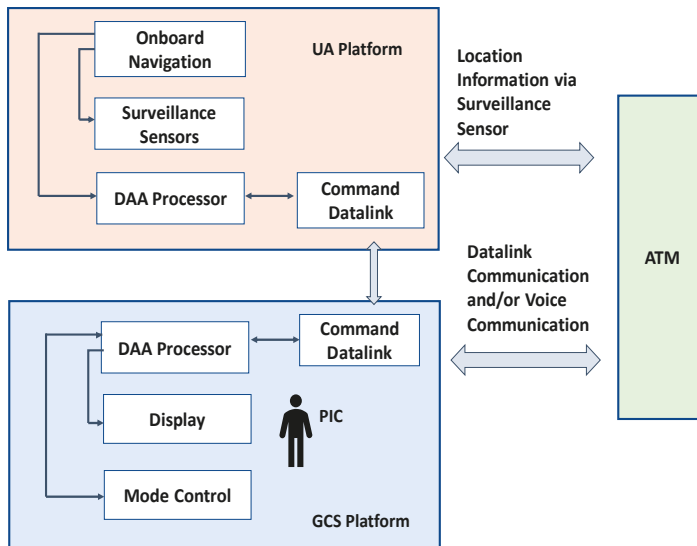 Onboard
Navigation
UA Platform
Surveillance
Sensors
DAA Processor
Command
Datalink
Location
Information via
Surveillance
Sensor
Datalink
Communication
and/or Voice
Communication
ATM
DAA Processor
Command
Datalink
Display
PIC
Mode Control
GCS Platform